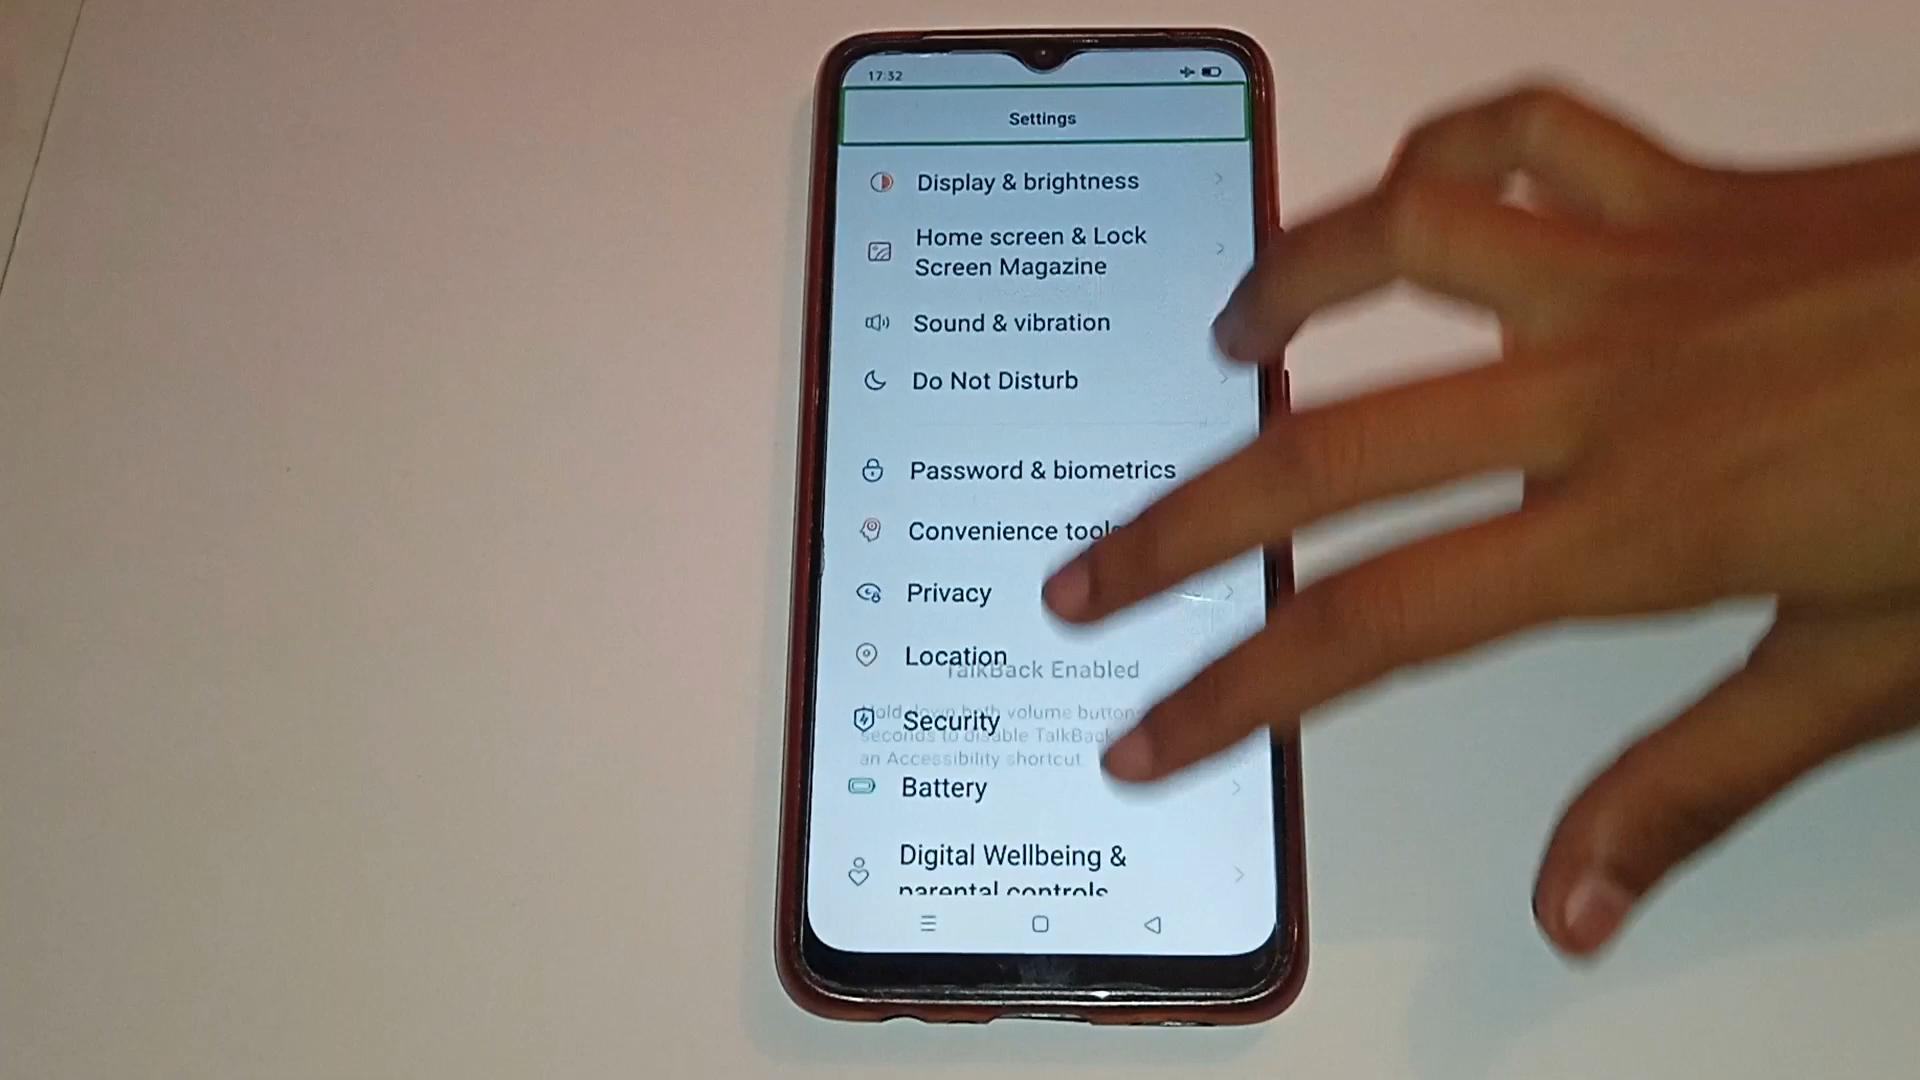 17:32
Settings
Display & brightness
Home screen & Lock
Screen Magazine
Sound & vibration
Do Not Disturb
Password & biometrics
Convenience tools
Privacy
Location
TalkBack Enabled
Hold down both volume buttons
Security
seconds to disable TalkBack
an Accessibility shortcut
Battery
Digital Wellbeing &
parental controls